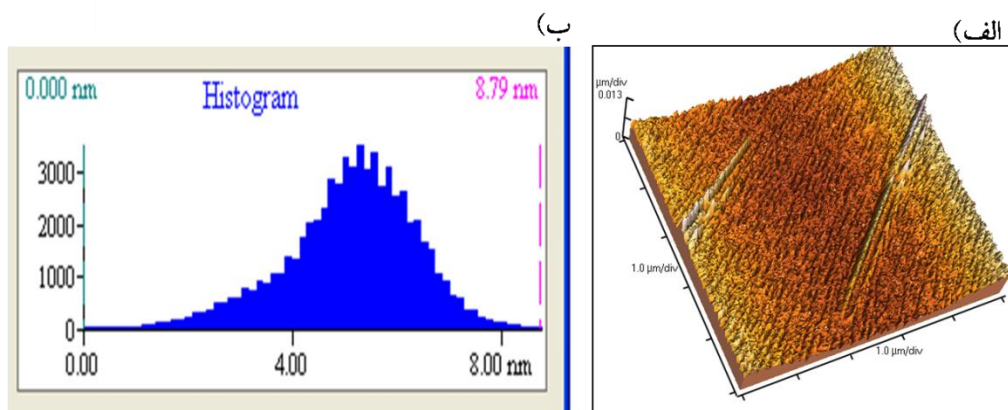 الف)
ب)
0.000 nm
Histogram
8.79 nm
3000
2000
1000
0
0.00
4.00
8.00 nm
µm/div
0.013
0
1.0 µm/div
1.0 µm/div